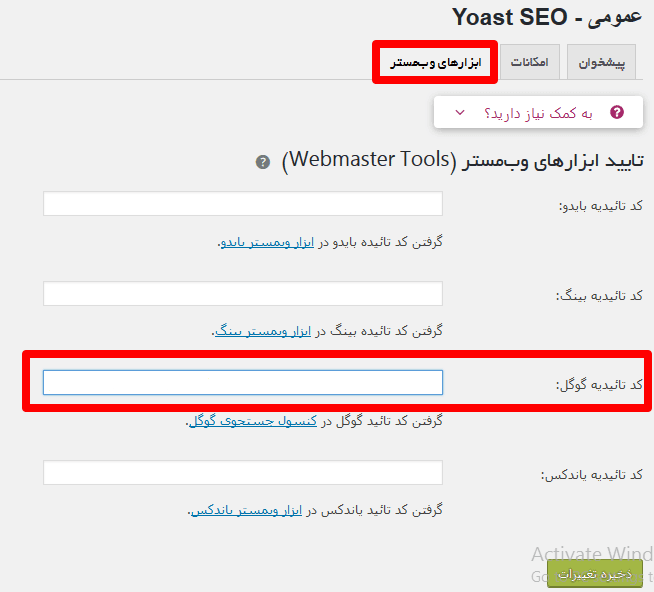 عمومی - Yoast SEO
پیشخوان امکانات ابزارهای وب‌مستر
به کمک نیاز دارید؟
تایید ابزارهای وب‌مستر (Webmaster Tools)
کد تائیدیه بایدو:
گرفتن کد تائیده بایدو در ابزار وبمستر بایدو.
کد تائیدیه بینگ:
گرفتن کد تائیده بینگ در ابزار وبمستر بینگ.
کد تائیدیه گوگل:
گرفتن کد تائید گوگل در کنسول جستجوی گوگل.
کد تائیدیه یاندکس:
گرفتن کد تائید یاندکس در ابزار وبمستر یاندکس.
Activate Wind
ذخیره تغییرات